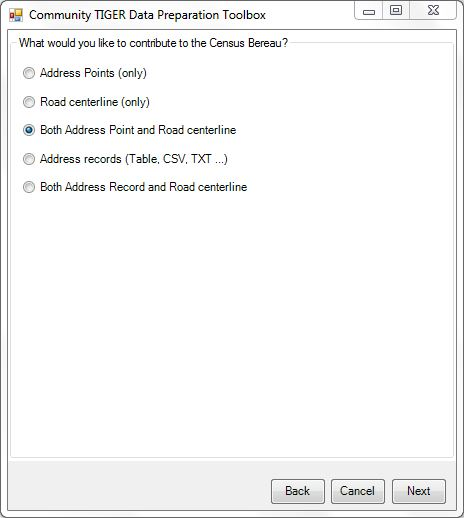 Community TIGER Data Preparation Toolbox
What would you like to contribute to the Census Bereau?
Address Points (only)
Road centerline (only)
Both Address Point and Road centerline
Address records (Table, CSV, TXT ...)
Both Address Record and Road centerline
Back Cancel Next